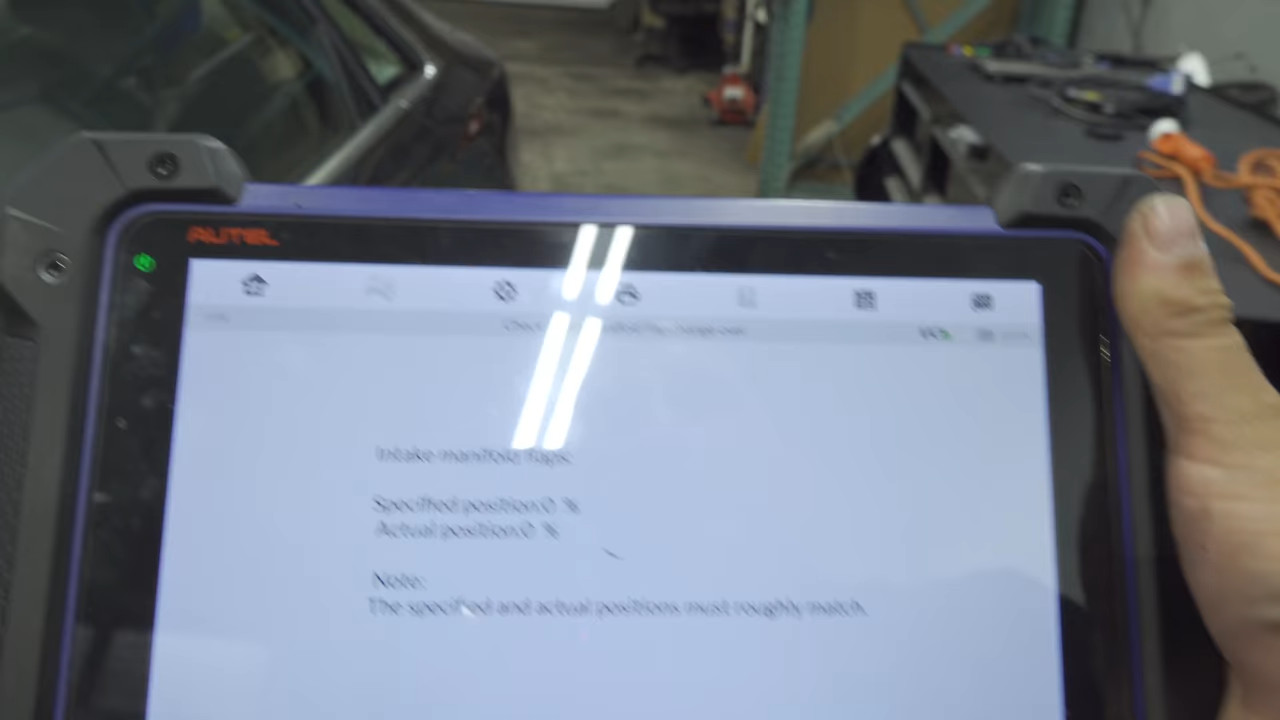 AUTEL
Intake manifold flaps:
Specified position:0 %
Actual position:0 %
Note:
The specified and actual positions must roughly match.